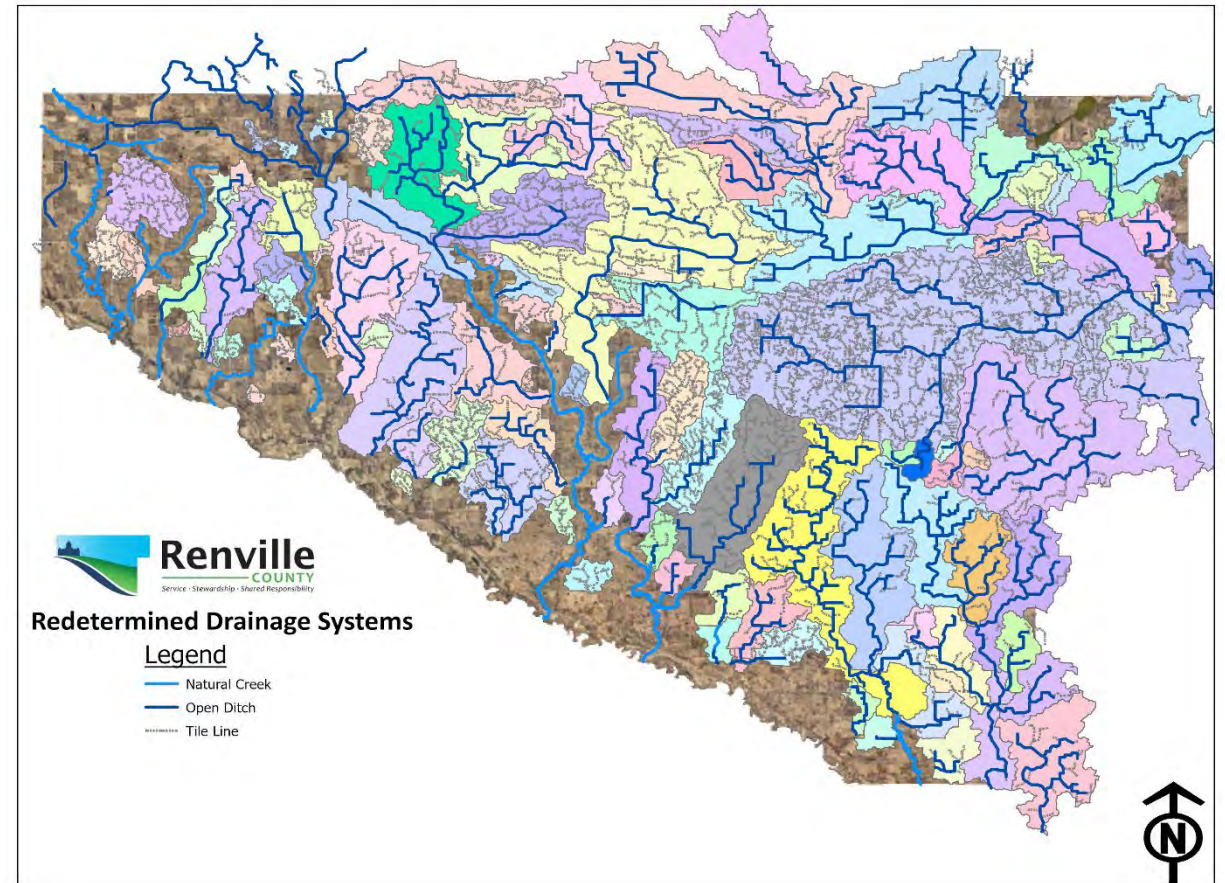 Renville
COUNTY
Service · Stewardship · Shared Responsibility
Redetermined Drainage Systems
Legend
Natural Creek
Open Ditch
Tile Line
N